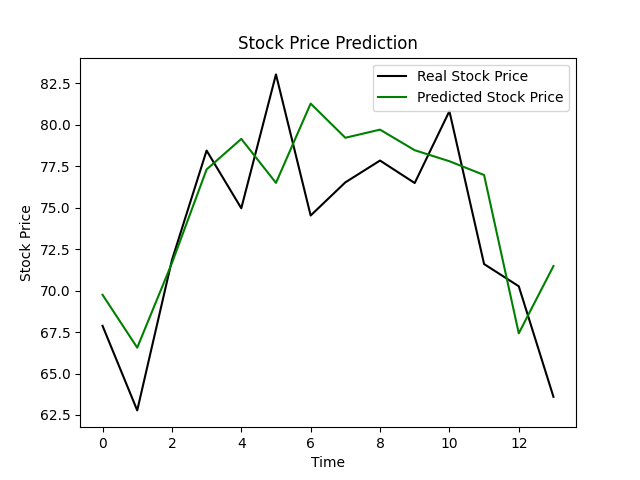 Stock Price Prediction
Real Stock Price
Predicted Stock Price
Stock Price
82.5
80.0
77.5
75.0
72.5
70.0
67.5
65.0
62.5
0 2 4 6 8 10 12
Time